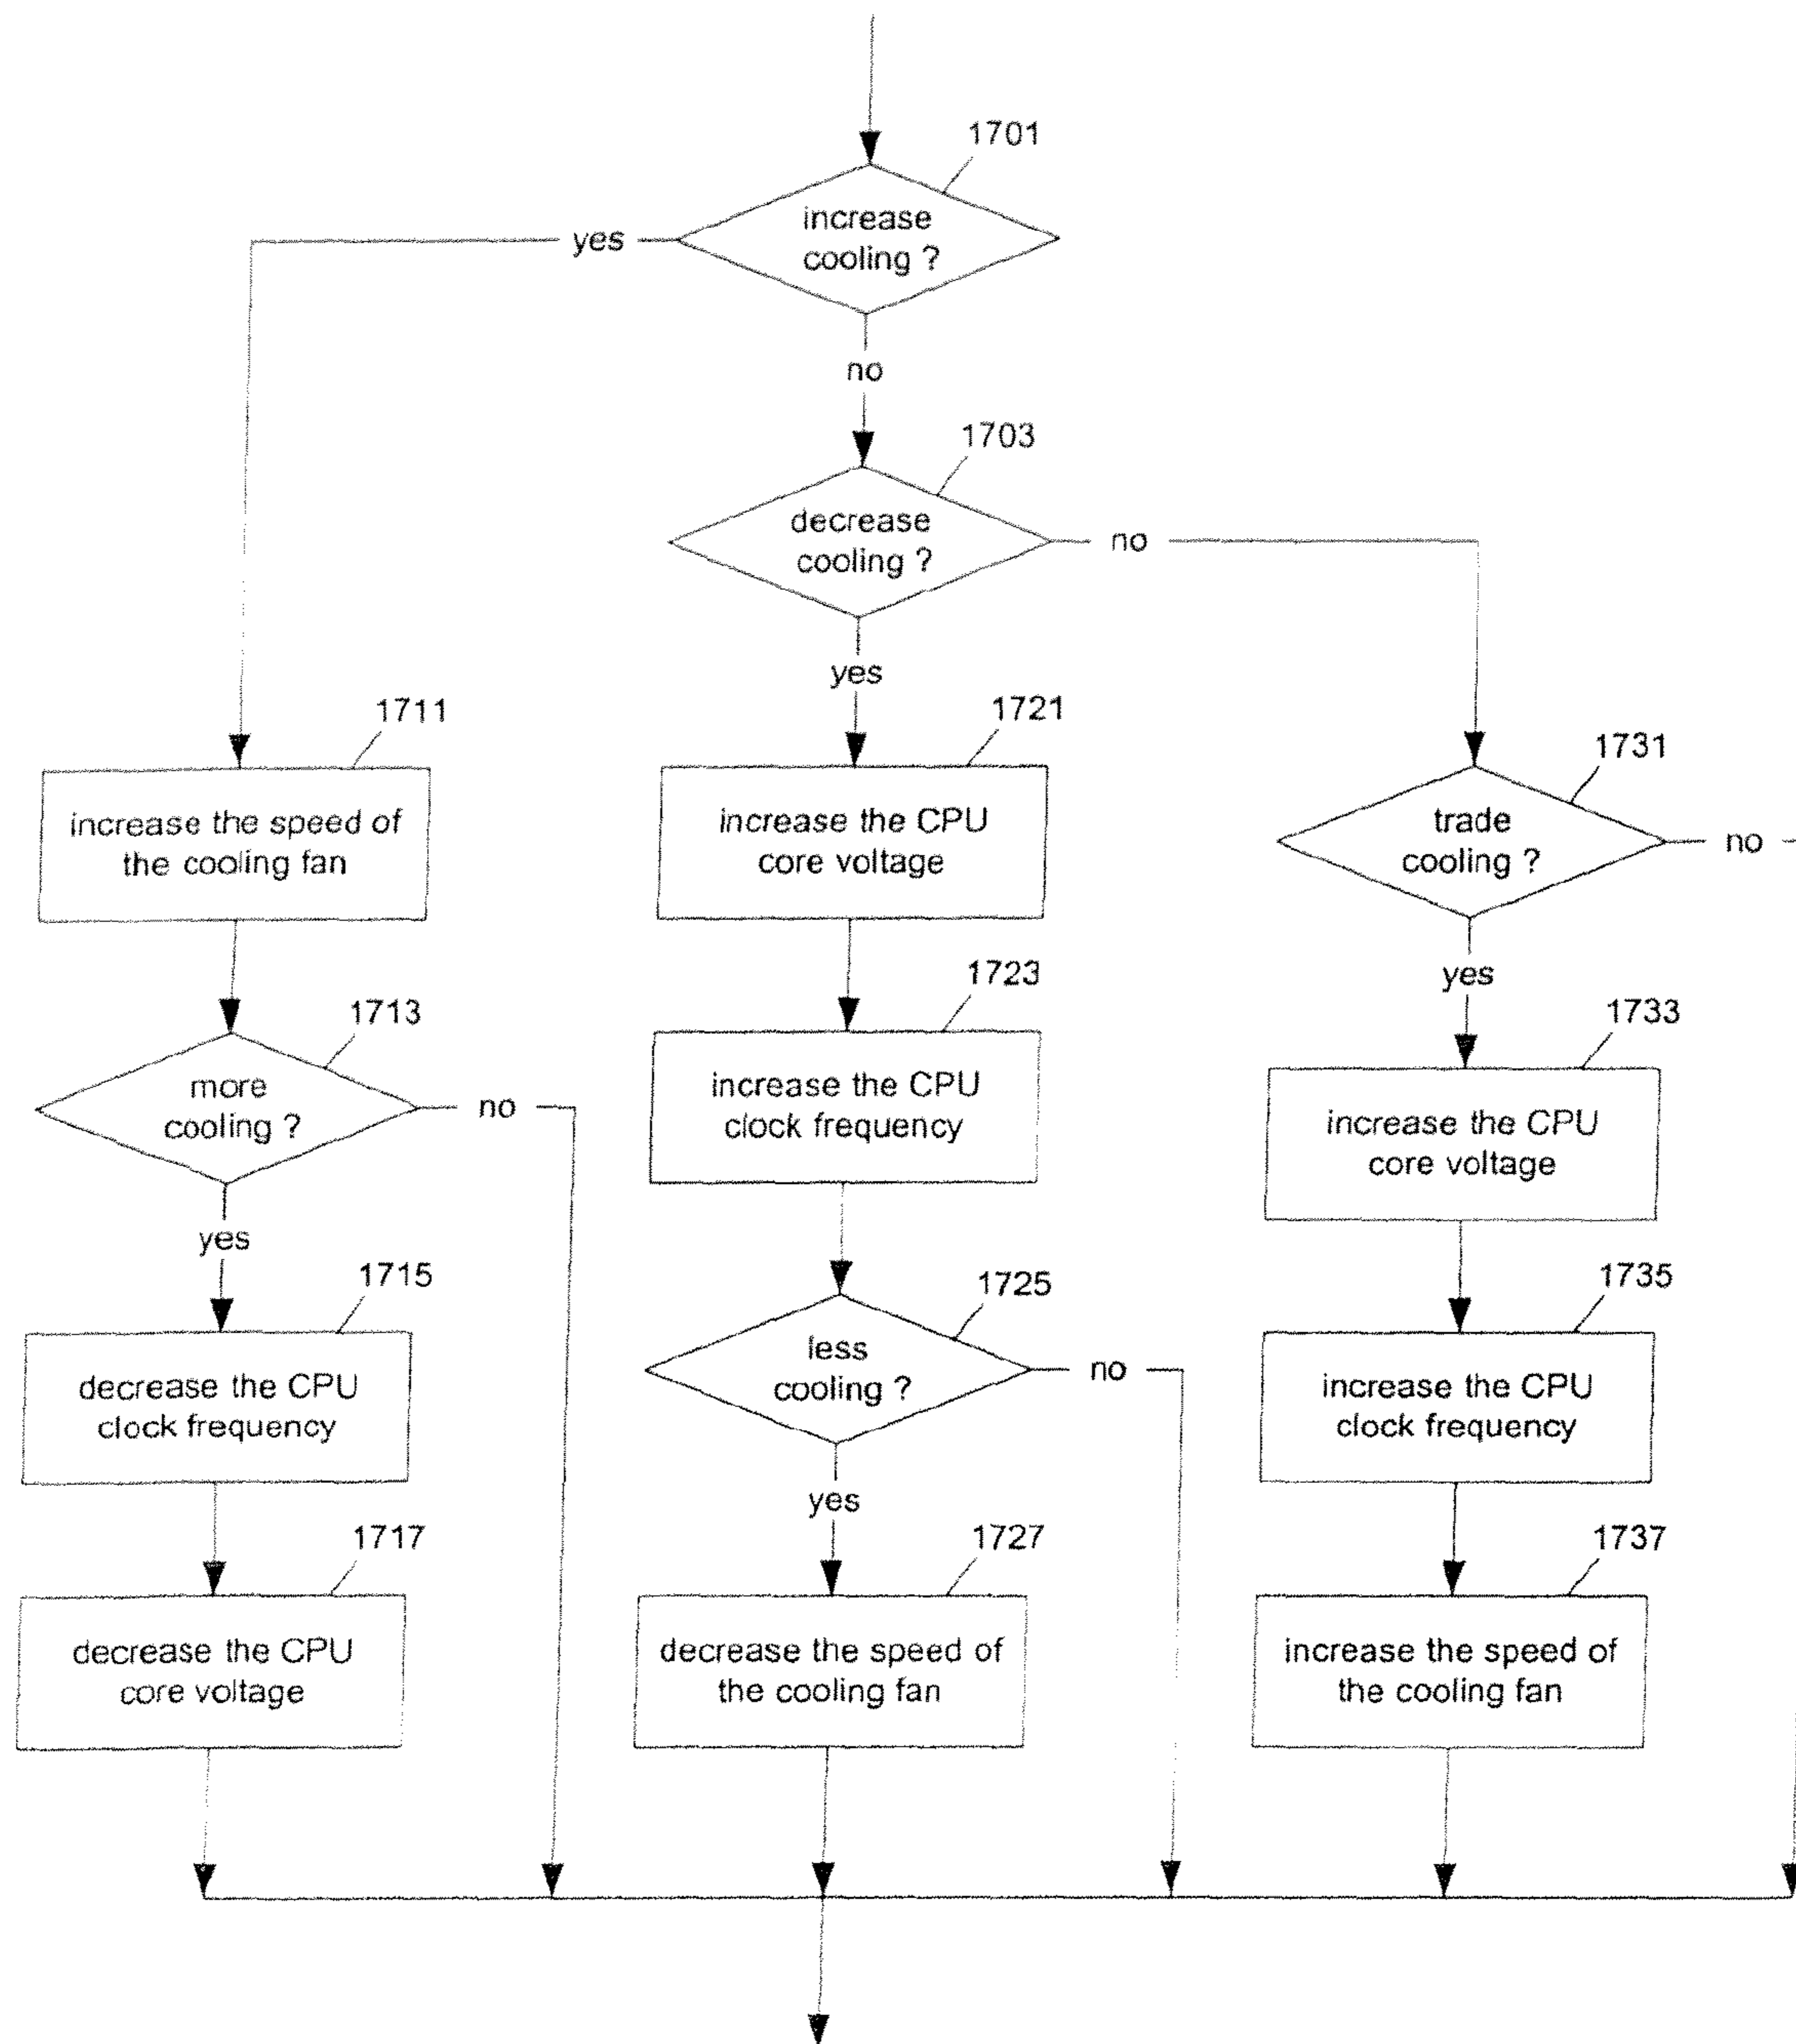 1701
increase
cooling ?
yes
no
1703
decrease
cooling ?
no
yes
1711
increase the speed of
the cooling fan
1721
increase the CPU
core voltage
1731
trade
cooling ?
no
yes
1713
more
cooling ?
no
yes
1723
increase the CPU
clock frequency
1733
increase the CPU
core voltage
1715
decrease the CPU
clock frequency
1725
less
cooling ?
no
yes
1735
increase the CPU
clock frequency
1717
decrease the CPU
core voltage
1727
decrease the speed of
the cooling fan
1737
increase the speed of
the cooling fan